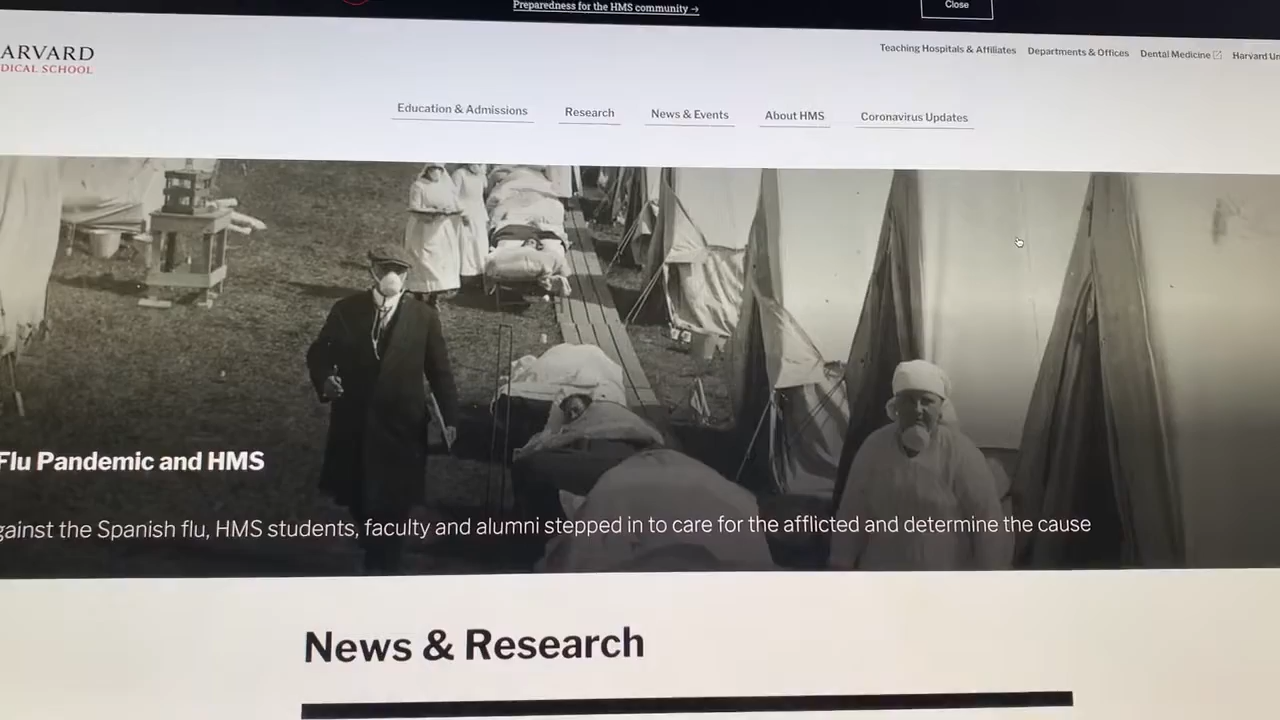 Preparedness for the HMS community →
Close
ARVARD
DICAL SCHOOL
Teaching Hospitals & Affiliates
Departments & Offices
Dental Medicine
Harvard Un
Education & Admissions
Research
News & Events
About HMS
Coronavirus Updates
Flu Pandemic and HMS
gainst the Spanish flu, HMS students, faculty and alumni stepped in to care for the afflicted and determine the cause
News & Research